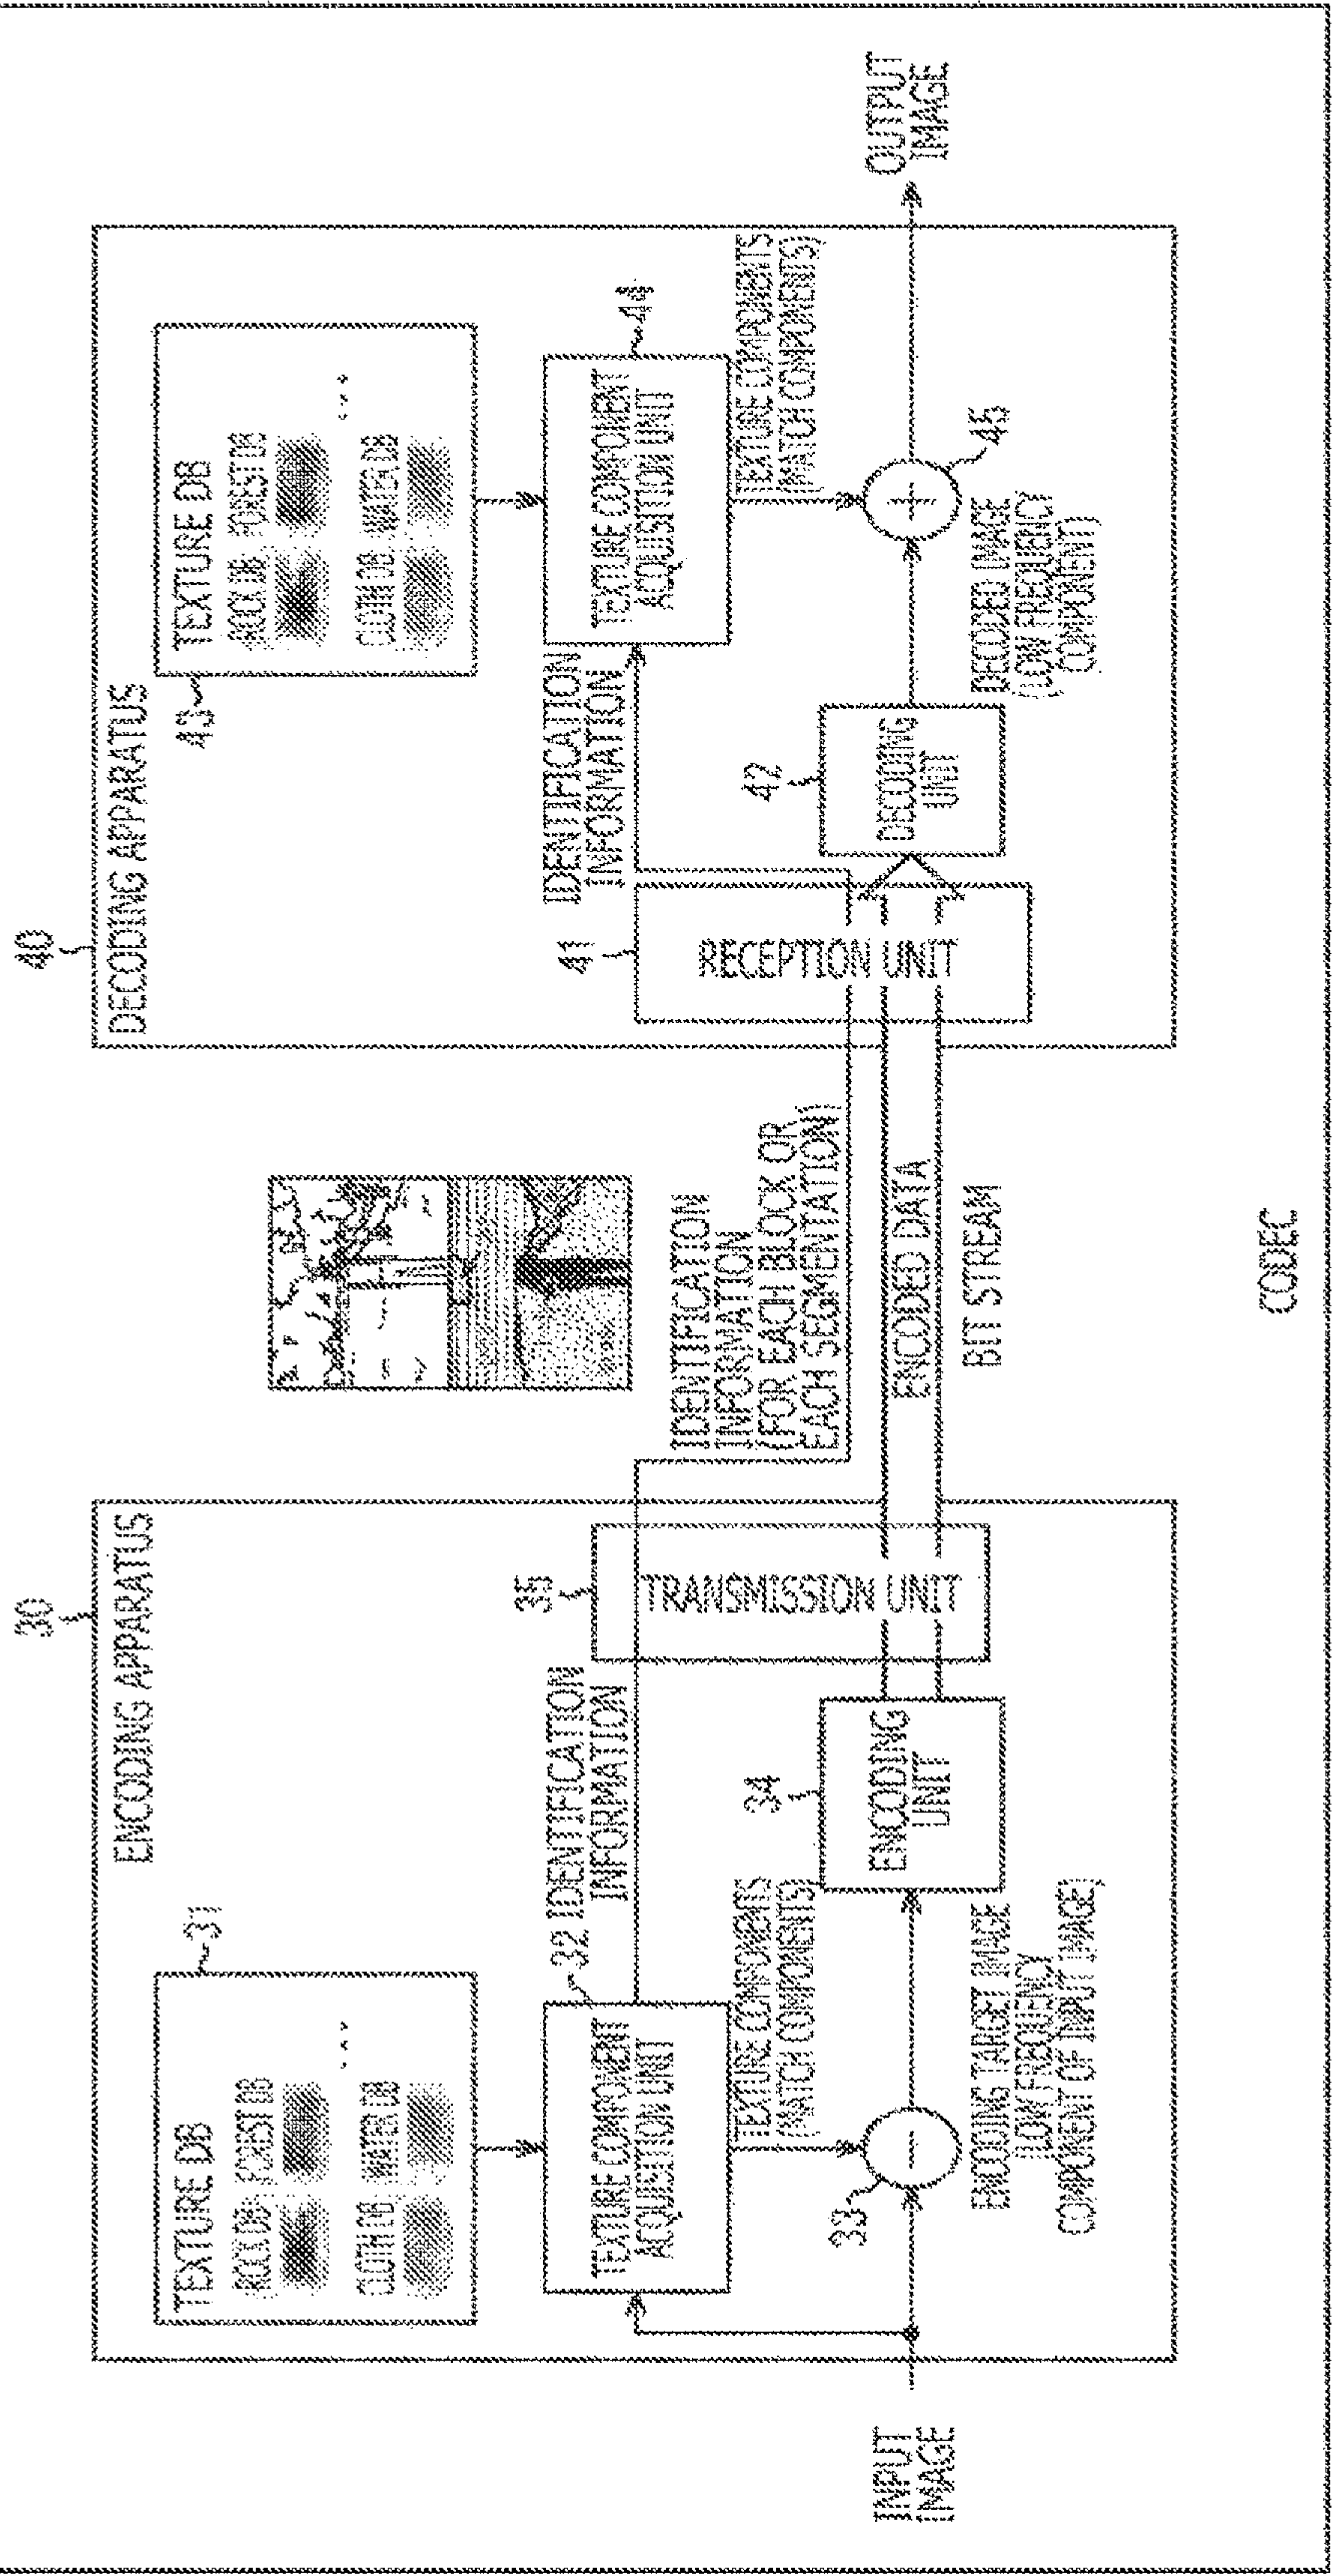 30
ENCODING APPARATUS
31
TEXTURE DB
ROCK DB
FOREST DB
CLOTH DB
WATER DB
...
32
TEXTURE COMPONENT
ACQUISITION UNIT
IDENTIFICATION
INFORMATION
TEXTURE COMPONENTS
(MATCH COMPONENTS)
INPUT
IMAGE
33
ENCODING TARGET IMAGE
(LOW FREQUENCY
COMPONENT OF INPUT IMAGE)
34
ENCODING
UNIT
35
TRANSMISSION UNIT
IDENTIFICATION
INFORMATION
(FOR EACH BLOCK OR
EACH SEGMENTATION)
ENCODED DATA
BIT STREAM
40
DECODING APPARATUS
43
TEXTURE DB
ROCK DB
FOREST DB
CLOTH DB
WATER DB
...
41
RECEPTION UNIT
IDENTIFICATION
INFORMATION
44
TEXTURE COMPONENT
ACQUISITION UNIT
TEXTURE COMPONENTS
(MATCH COMPONENTS)
42
DECODING
UNIT
45
DECODED IMAGE
(LOW FREQUENCY
COMPONENT)
OUTPUT
IMAGE
CODEC